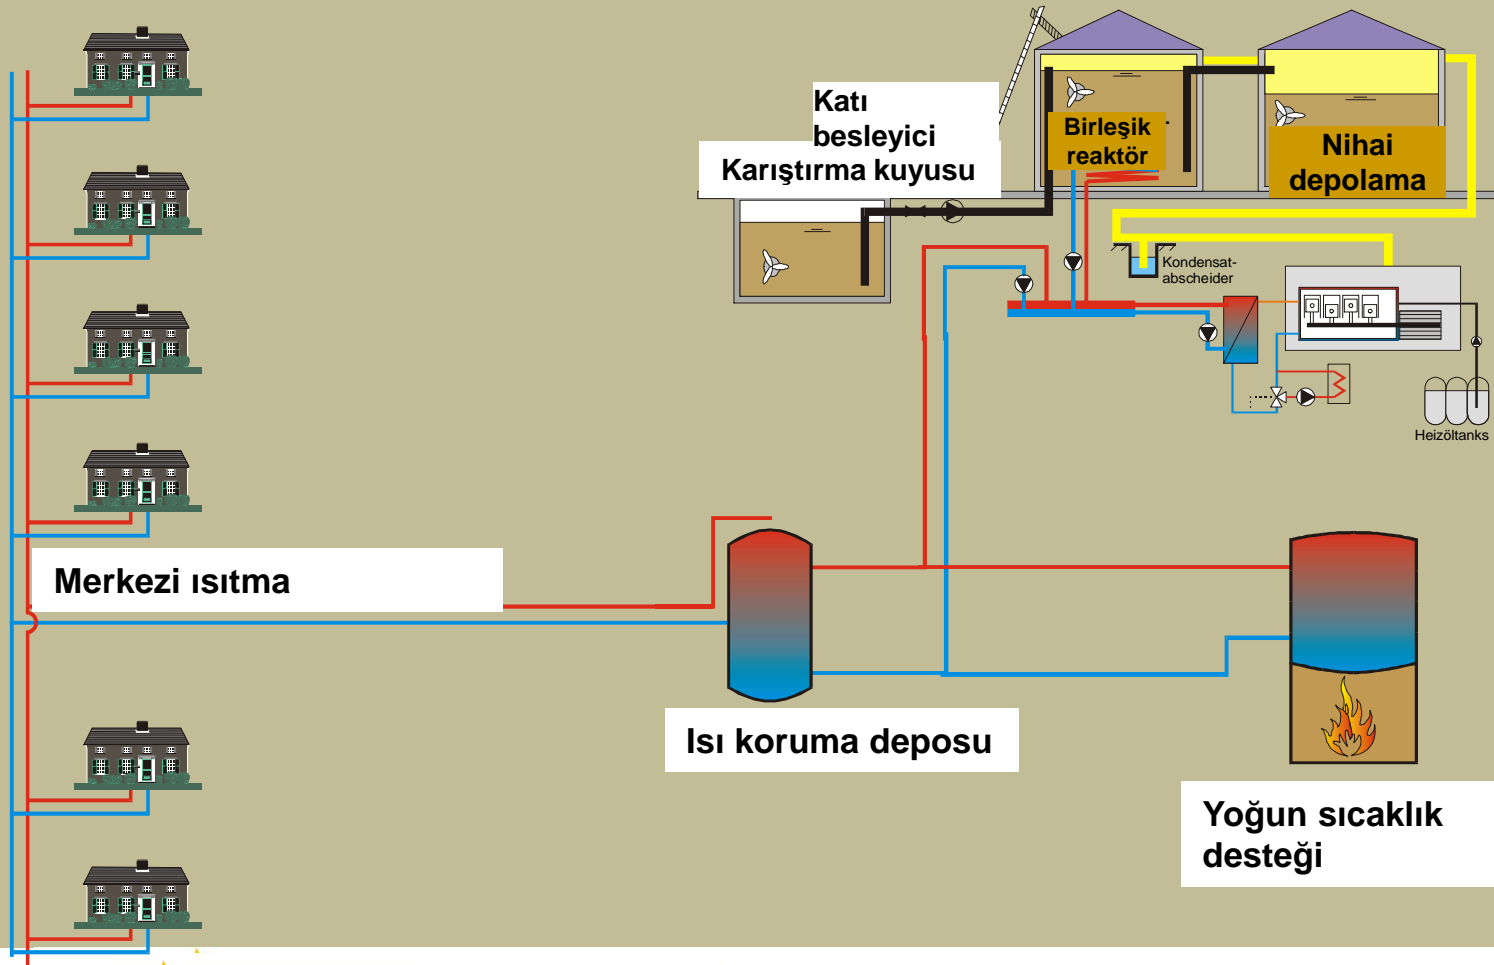 Katı
besleyici
Karıştırma kuyusu
Birleşik
reaktör
Nihai
depolama
Kondensat-
abscheider
Heizöltanks
Merkezi ısıtma
Isı koruma deposu
Yoğun sıcaklık
desteği